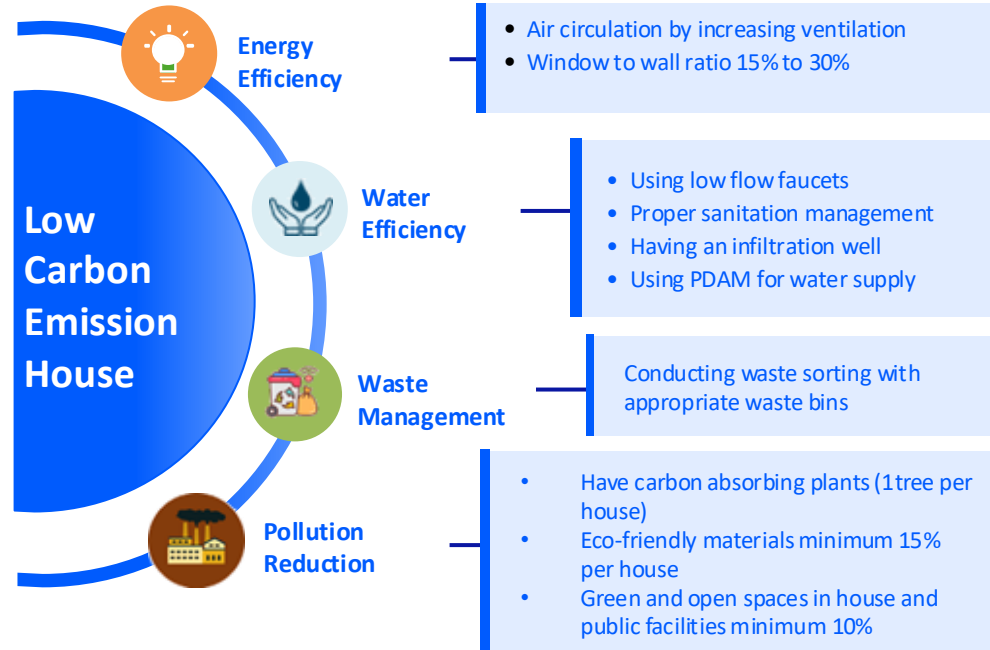 Low
Carbon
Emission
House
Energy
Efficiency
• Air circulation by increasing ventilation
• Window to wall ratio 15% to 30%
Water
Efficiency
• Using low flow faucets
• Proper sanitation management
• Having an infiltration well
• Using PDAM for water supply
Waste
Management
Conducting waste sorting with
appropriate waste bins
Pollution
Reduction
• Have carbon absorbing plants (1tree per
house)
• Eco-friendly materials minimum 15%
per house
• Green and open spaces in house and
public facilities minimum 10%